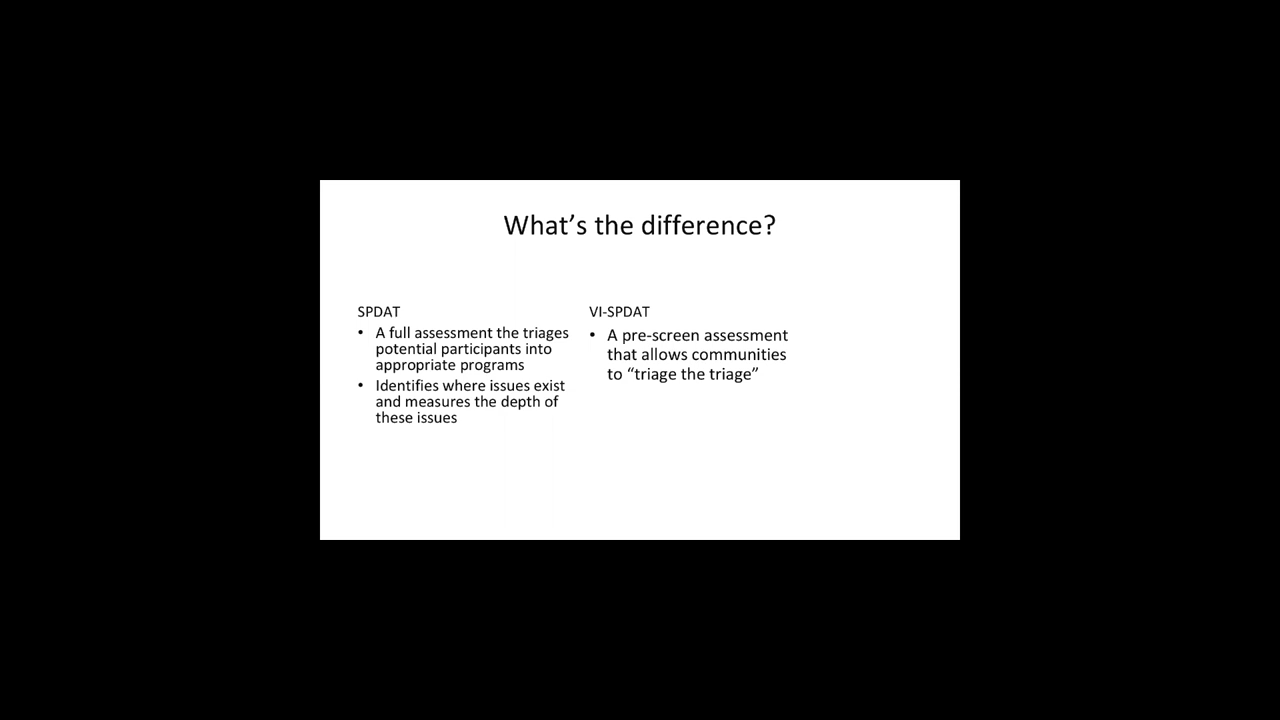 What’s the difference?
SPDAT
• A full assessment the triages
potential participants into
appropriate programs
• Identifies where issues exist
and measures the depth of
these issues
VI-SPDAT
• A pre-screen assessment
that allows communities
to “triage the triage”